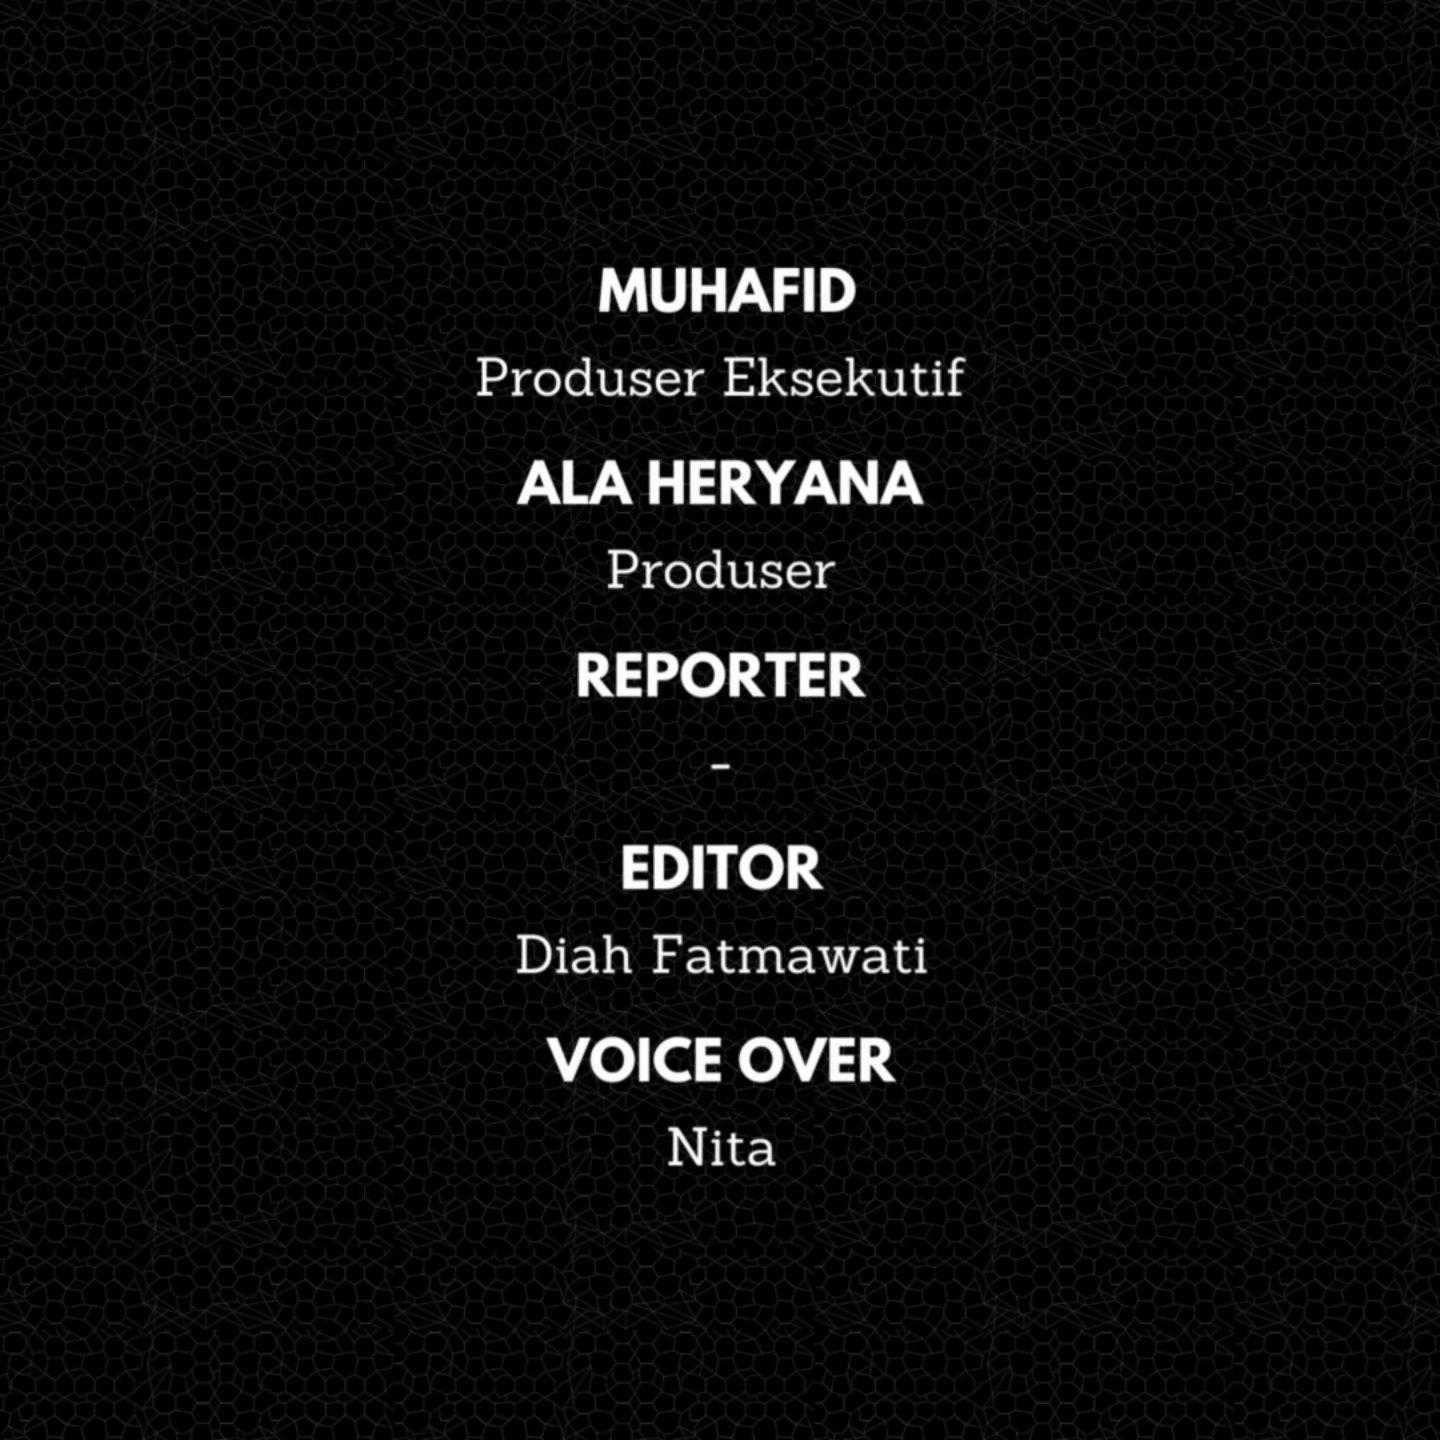 MUHAFID
Produser Eksekutif
ALA HERYANA
Produser
REPORTER
-
EDITOR
Diah Fatmawati
VOICE OVER
Nita